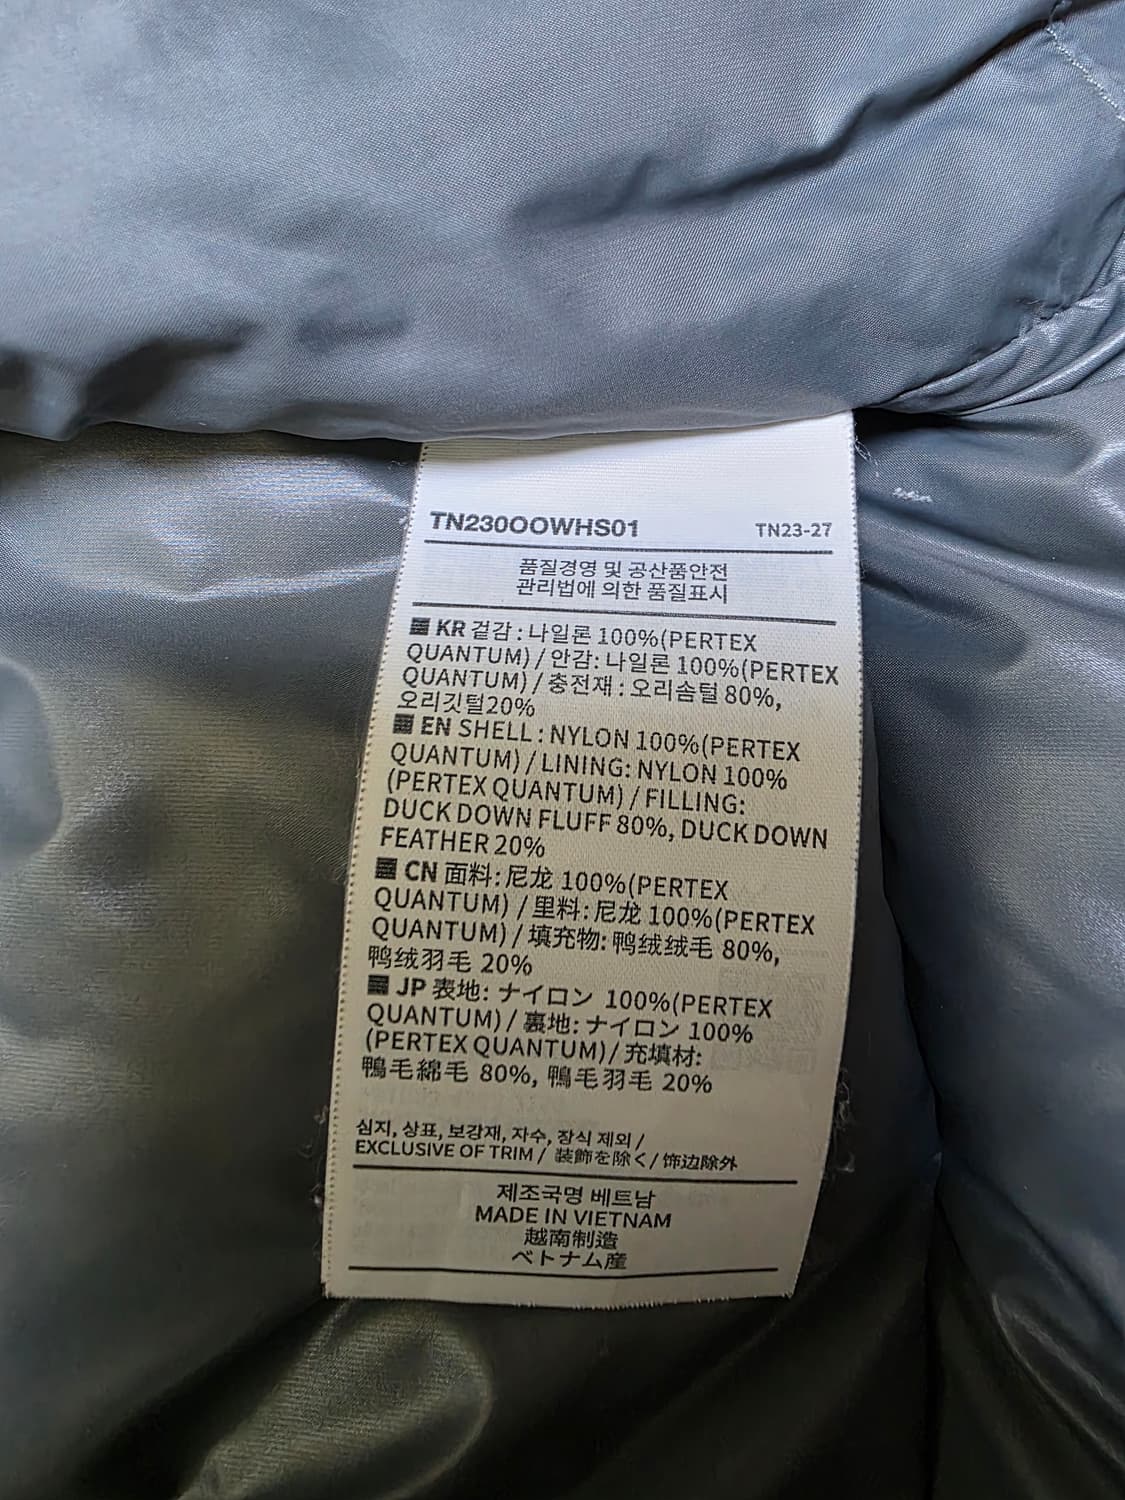 TN230OOWHS01 TN23-27
품질경영 및 공산품안전
관리법에 의한 품질표시
KR 겉감 : 나일론 100%(PERTEX
QUANTUM) / 안감: 나일론 100%(PERTEX
QUANTUM) / 충전재 : 오리솜털 80%,
오리깃털20%
EN SHELL : NYLON 100%(PERTEX
QUANTUM) / LINING: NYLON 100%
(PERTEX QUANTUM) / FILLING:
DUCK DOWN FLUFF 80%, DUCK DOWN
FEATHER 20%
CN 面料: 尼龙 100%(PERTEX
QUANTUM) / 里料: 尼龙 100%(PERTEX
QUANTUM) / 填充物: 鸭绒绒毛 80%,
鸭绒羽毛 20%
JP 表地: ナイロン 100%(PERTEX
QUANTUM) / 裏地: ナイロン 100%
(PERTEX QUANTUM) / 充填材:
鴨毛綿毛 80%, 鴨毛羽毛 20%
심지, 상표, 보강재, 자수, 장식 제외 /
EXCLUSIVE OF TRIM / 装飾を除く / 饰边除外
제조국명 베트남
MADE IN VIETNAM
越南制造
ベトナム産